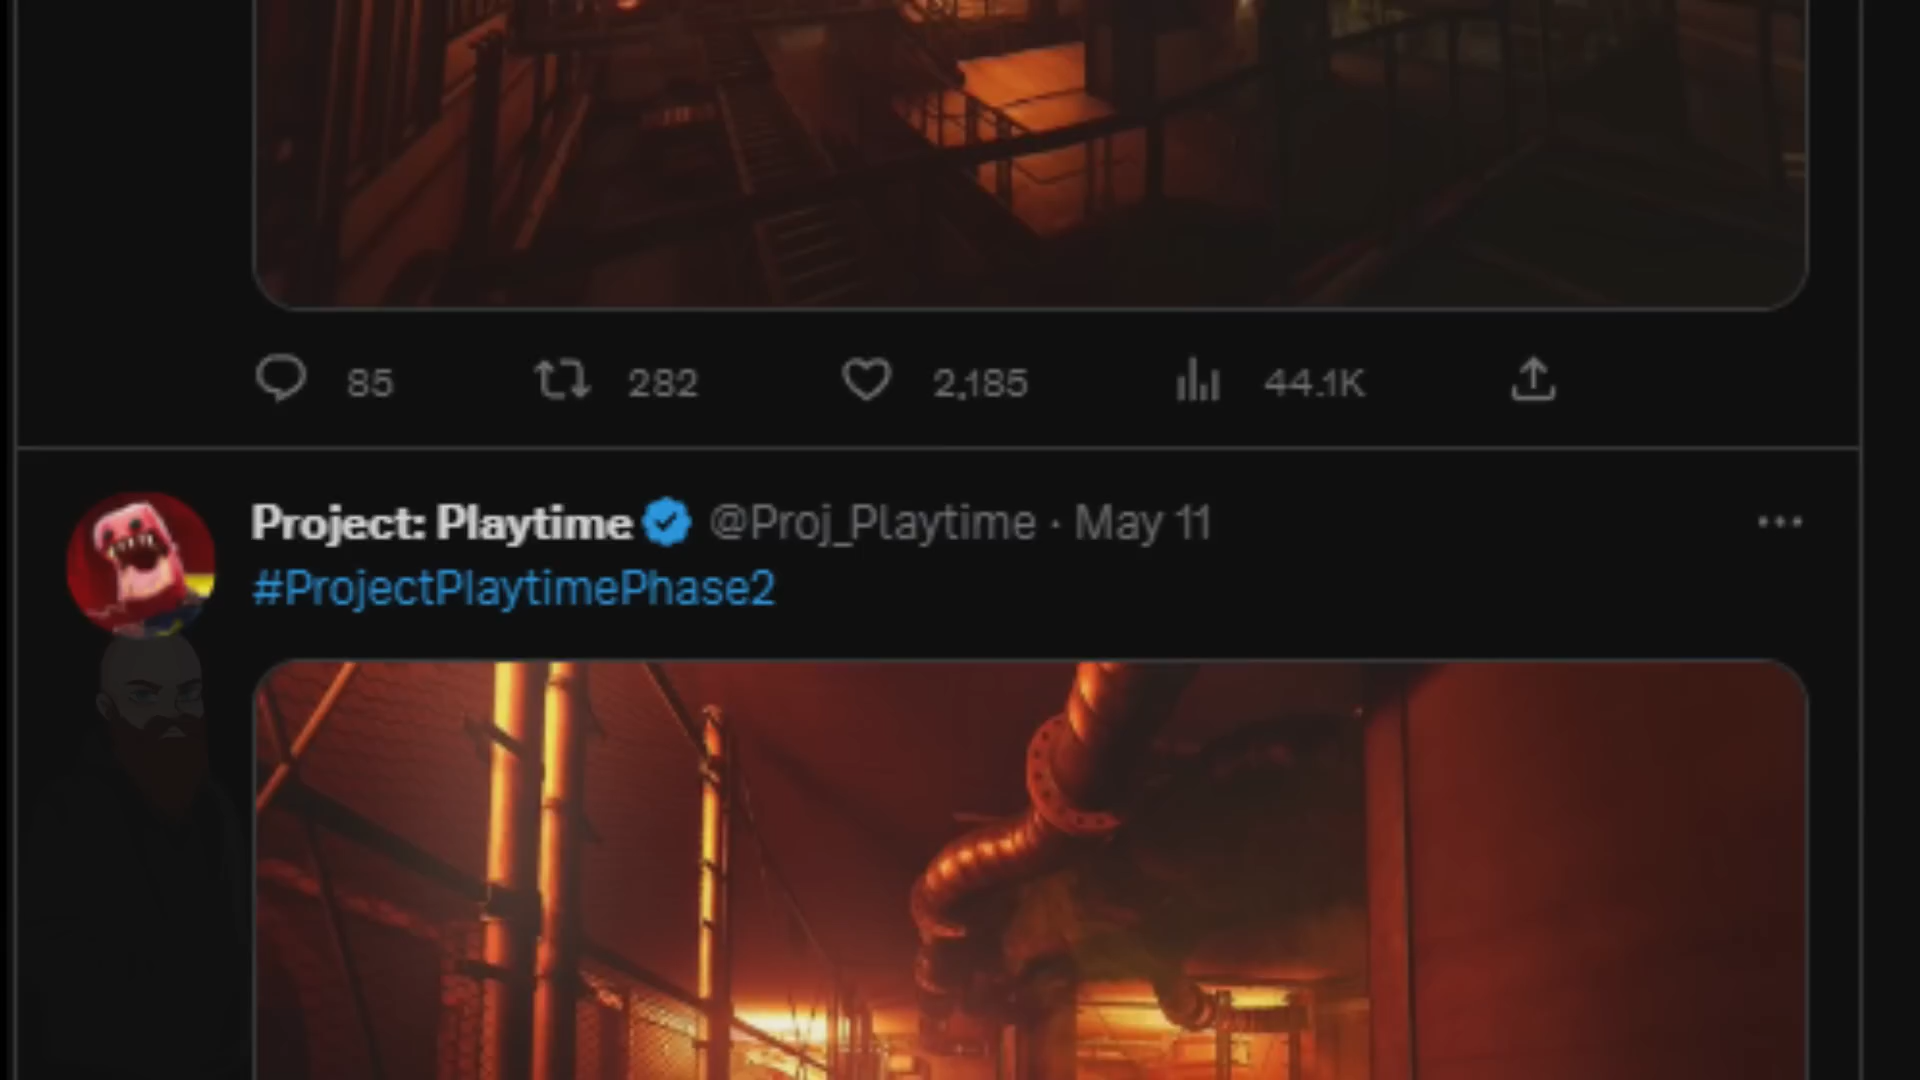 85 282 2,185 44.1K
Project: Playtime @Proj_Playtime · May 11
#ProjectPlaytimePhase2